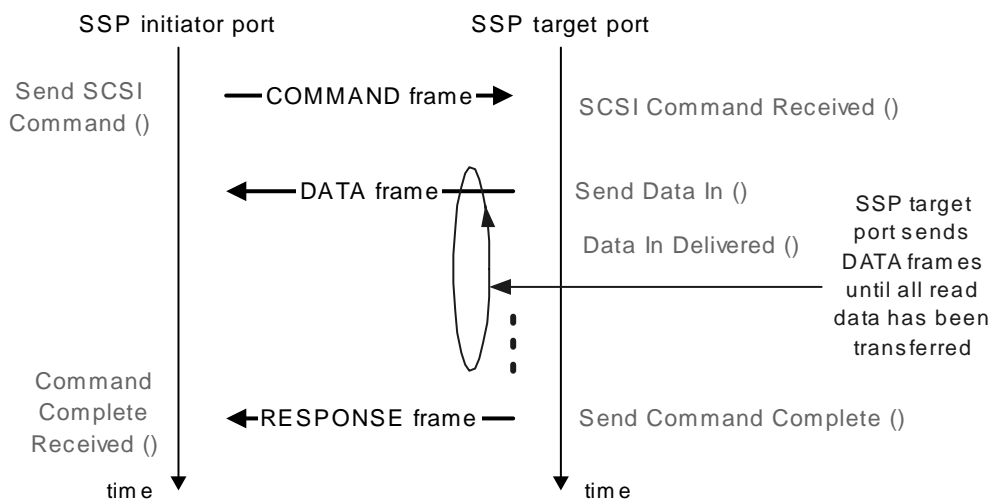 SSP initiator port
SSP target port
Send SCSI
Command ()
COMMAND frame
SCSI Command Received ()
DATA frame
Send Data In ()
Data In Delivered ()
SSP target
port sends
DATA frames
until all read
data has been
transferred
Command
Complete
Received ()
RESPONSE frame
Send Command Complete ()
time
time